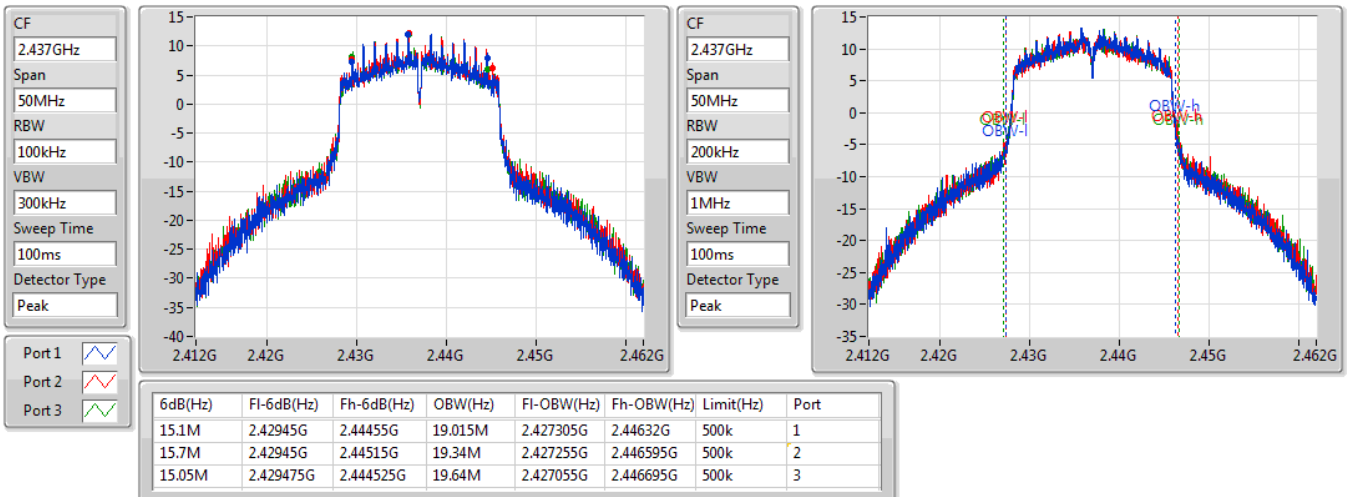 CF
2.437GHz
Span
50MHz
RBW
100kHz
VBW
300kHz
Sweep Time
100ms
Detector Type
Peak
15
10
5
0
-5
-10
-15
-20
-25
-30
-35
-40
2.412G 2.42G 2.43G 2.44G 2.45G 2.462G
CF
2.437GHz
Span
50MHz
RBW
200kHz
VBW
1MHz
Sweep Time
100ms
Detector Type
Peak
15
10
5
0
-5
-10
-15
-20
-25
-30
-35
OBW-l
OBW-l
OBW-h
OBW-h
2.412G 2.42G 2.43G 2.44G 2.45G 2.462G
Port 1
Port 2
Port 3
6dB(Hz) Fl-6dB(Hz) Fh-6dB(Hz) OBW(Hz) Fl-OBW(Hz) Fh-OBW(Hz) Limit(Hz) Port
15.1M 2.42945G 2.44455G 19.015M 2.427305G 2.44632G 500k 1
15.7M 2.42945G 2.44515G 19.34M 2.427255G 2.446595G 500k 2
15.05M 2.429475G 2.444525G 19.64M 2.427055G 2.446695G 500k 3